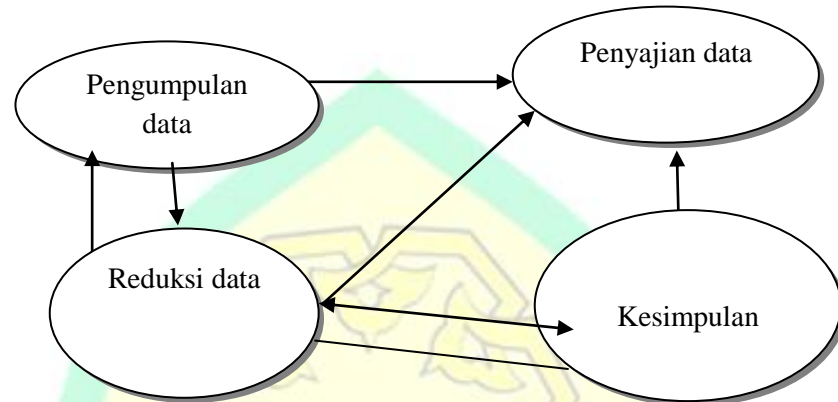 Pengumpulan
data
Penyajian data
Reduksi data
Kesimpulan